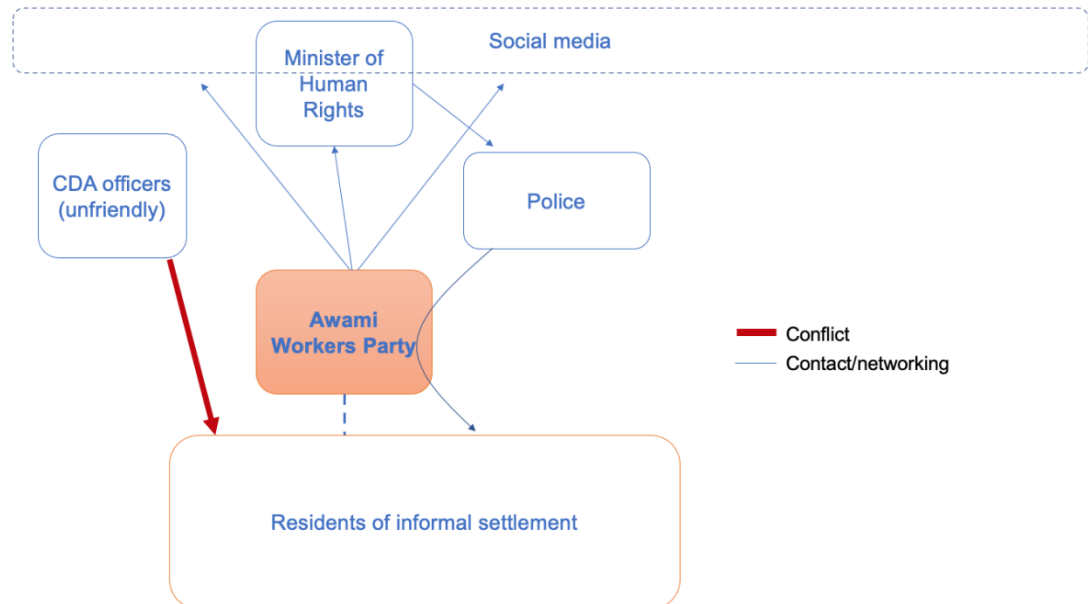 Social media
Minister of
Human
Rights
CDA officers
(unfriendly)
Police
Awami
Workers Party
Conflict
Contact/networking
Residents of informal settlement